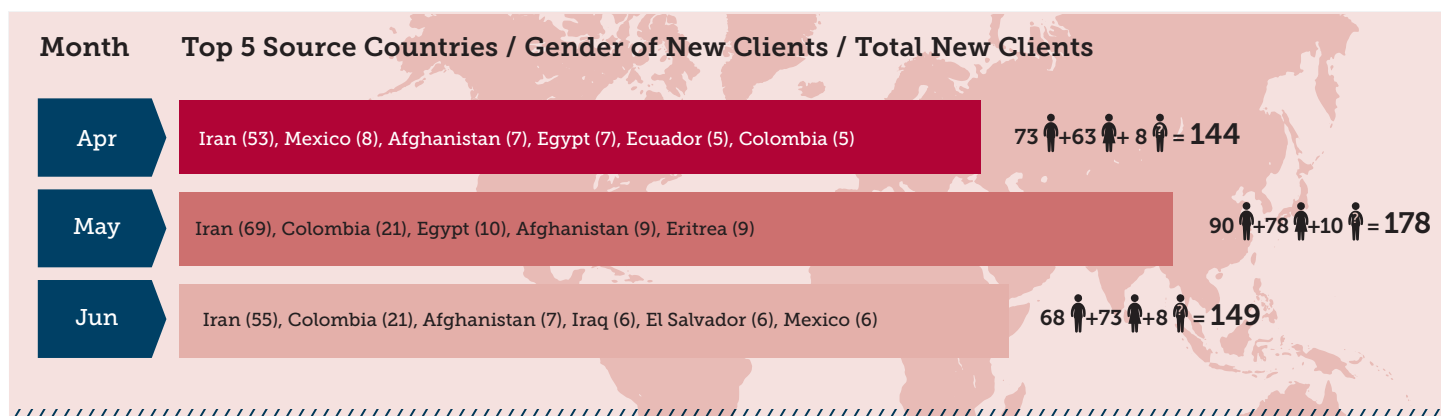 Month Top 5 Source Countries / Gender of New Clients / Total New Clients
Apr Iran (53), Mexico (8), Afghanistan (7), Egypt (7), Ecuador (5), Colombia (5) 73 +63 + 8 ? = 144
May Iran (69), Colombia (21), Egypt (10), Afghanistan (9), Eritrea (9) 90 +78 +10 ? = 178
Jun Iran (55), Colombia (21), Afghanistan (7), Iraq (6), El Salvador (6), Mexico (6) 68 +73 +8 ? = 149